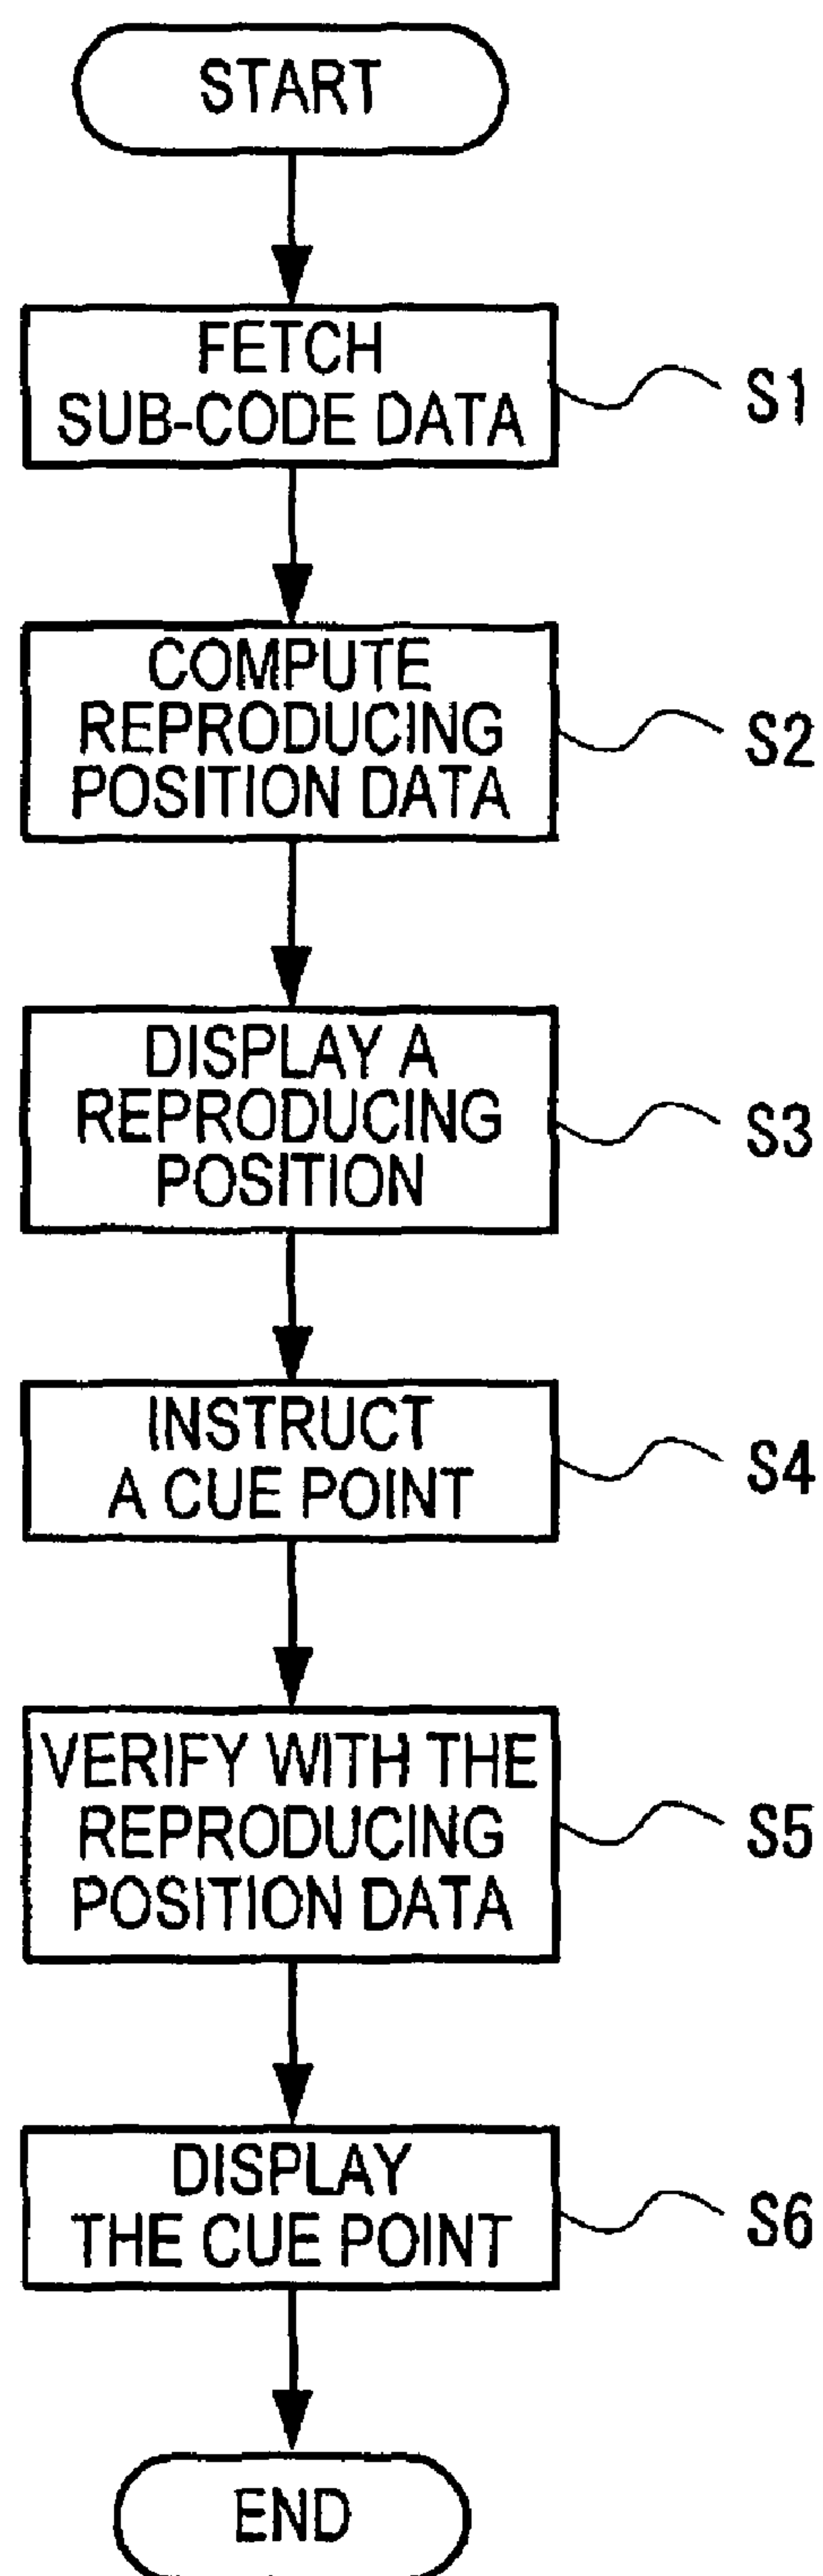 START
FETCH
SUB-CODE DATA
S1
COMPUTE
REPRODUCING
POSITION DATA
S2
DISPLAY A
REPRODUCING
POSITION
S3
INSTRUCT
A CUE POINT
S4
VERIFY WITH THE
REPRODUCING
POSITION DATA
S5
DISPLAY
THE CUE POINT
S6
END